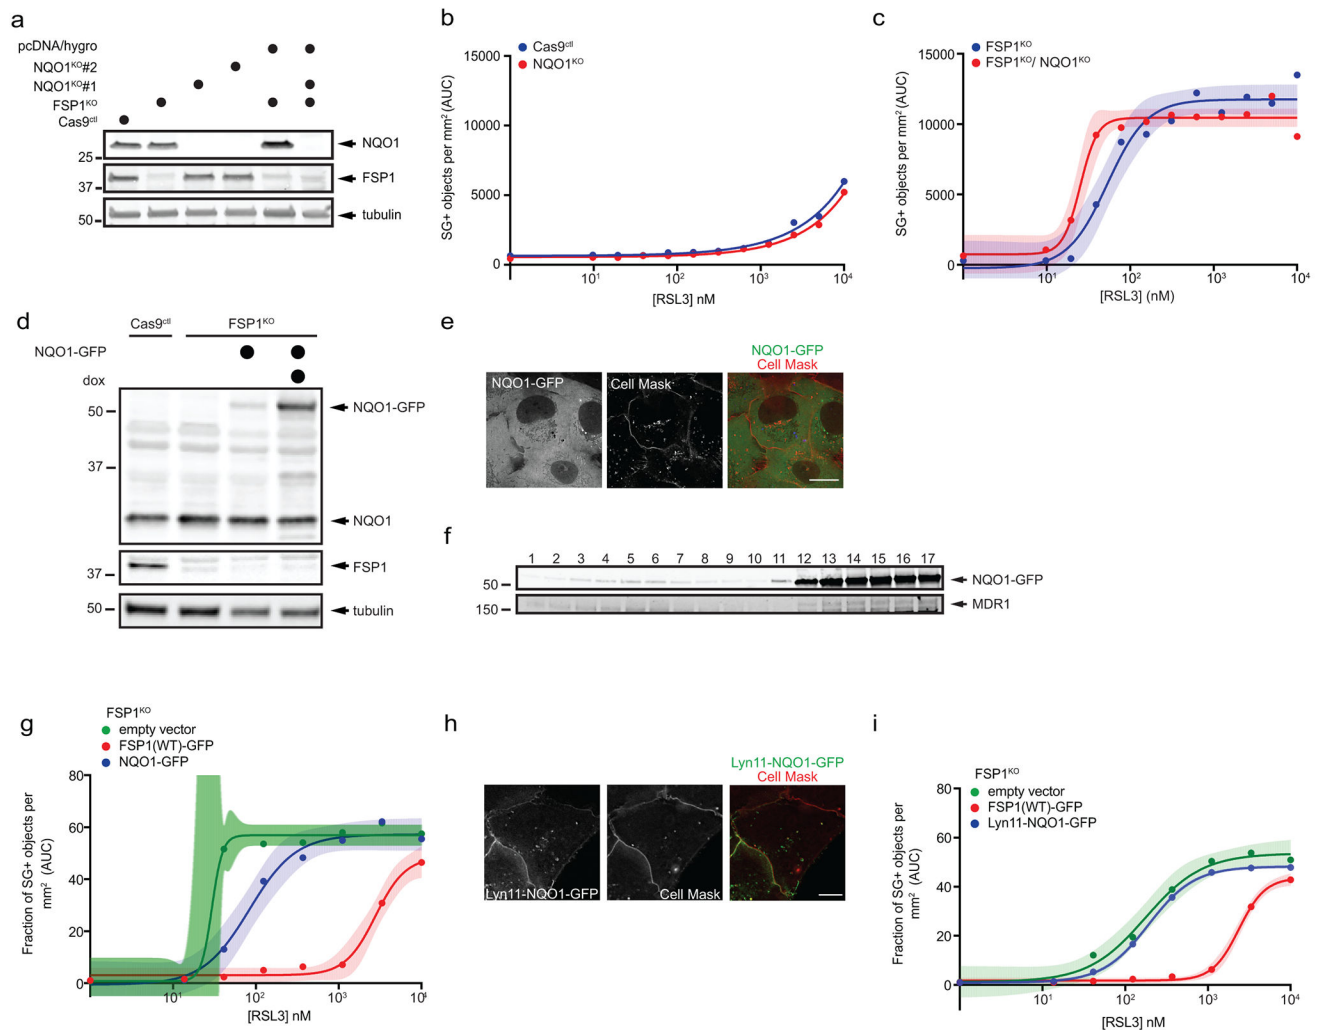 a
pcDNA/hygro
NQO1ᴷᴼ#2
NQO1ᴷᴼ#1
FSP1ᴷᴼ
Cas9ᶜᵗˡ
NQO1
25
FSP1
37
tubulin
50
b
Cas9ᶜᵗˡ
NQO1ᴷᴼ
SG+ objects per mm² (AUC)
15000
10000
5000
0
10¹
10²
10³
10⁴
[RSL3] nM
c
FSP1ᴷᴼ
FSP1ᴷᴼ/ NQO1ᴷᴼ
SG+ objects per mm² (AUC)
15000
10000
5000
0
10¹
10²
10³
10⁴
[RSL3] (nM)
d
Cas9ᶜᵗˡ
FSP1ᴷᴼ
NQO1-GFP
dox
50
NQO1-GFP
37
NQO1
FSP1
37
50
tubulin
e
NQO1-GFP
Cell Mask
NQO1-GFP
Cell Mask
f
1 2 3 4 5 6 7 8 9 10 11 12 13 14 15 16 17
50
NQO1-GFP
150
MDR1
g
FSP1ᴷᴼ
empty vector
FSP1(WT)-GFP
NQO1-GFP
Fraction of SG+ objects per
mm² (AUC)
80
60
40
20
0
10¹
10²
10³
10⁴
[RSL3] nM
h
Lyn11-NQO1-GFP
Cell Mask
Lyn11-NQO1-GFP
Cell Mask
i
FSP1ᴷᴼ
empty vector
FSP1(WT)-GFP
Lyn11-NQO1-GFP
Fraction of SG+ objects per
mm² (AUC)
80
60
40
20
0
10¹
10²
10³
10⁴
[RSL3] nM